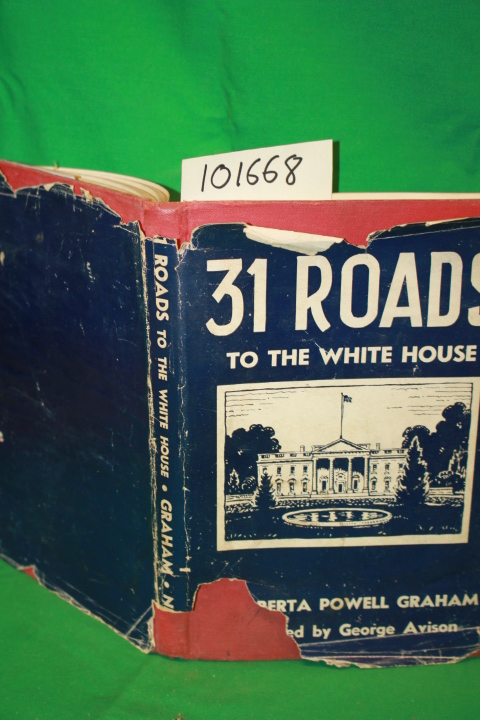 101668
ROADS TO THE WHITE HOUSE • GRAHAM • N
31 ROADS
TO THE WHITE HOUSE
BERTA POWELL GRAHAM
ed by George Avison